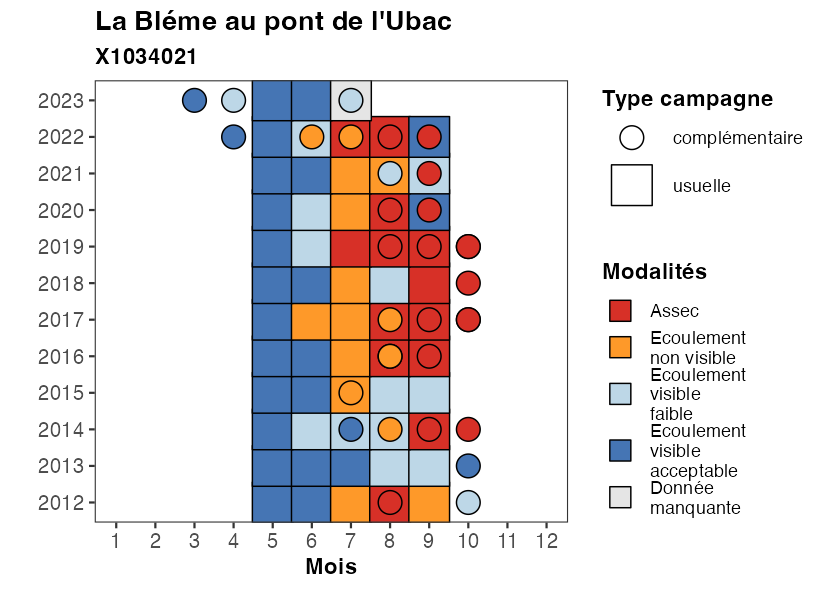 La Bléme au pont de l'Ubac
X1034021
2023
2022
2021
2020
2019
2018
2017
2016
2015
2014
2013
2012
1 2 3 4 5 6 7 8 9 10 11 12
Mois
Type campagne
complémentaire
usuelle
Modalités
Assec
Ecoulement
non visible
Ecoulement
visible
faible
Ecoulement
visible
acceptable
Donnée
manquante